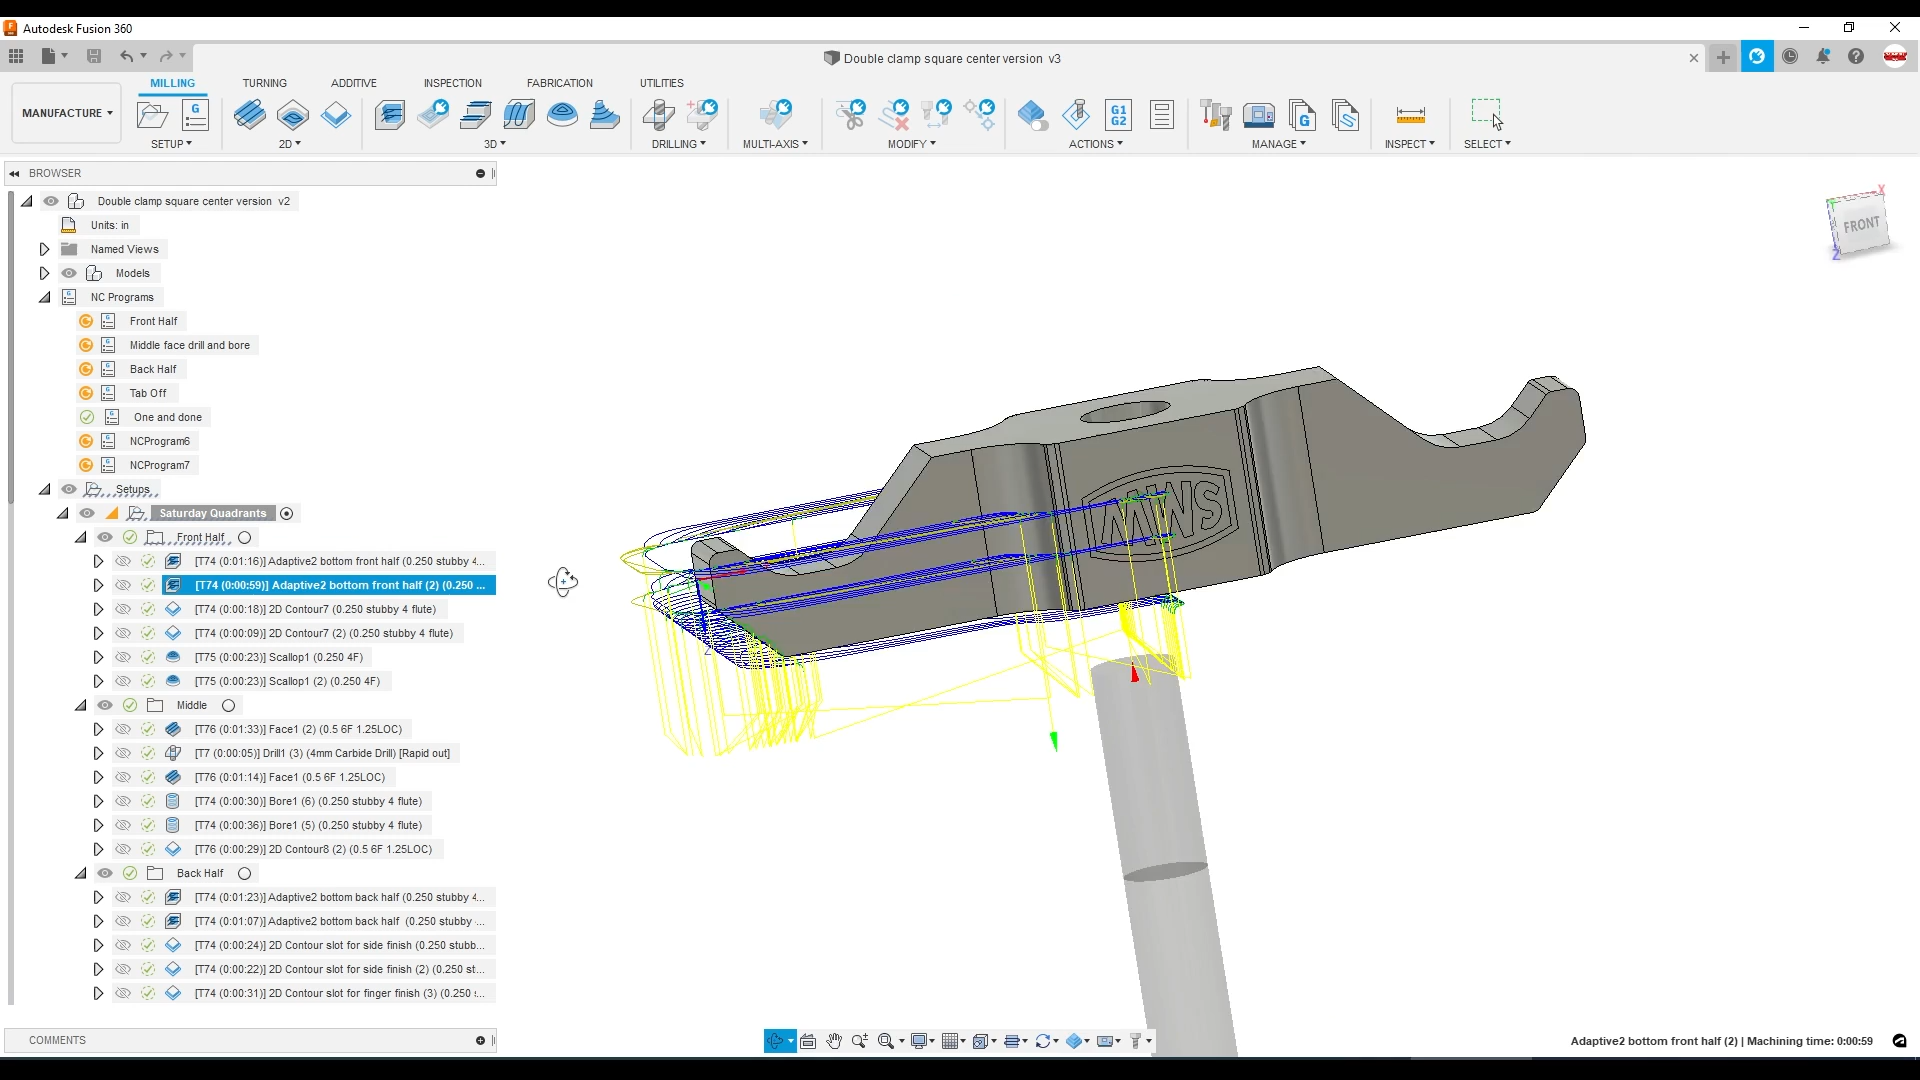 Autodesk Fusion 360
Double clamp square center version v3
MANUFACTURE
MILLING TURNING ADDITIVE INSPECTION FABRICATION UTILITIES
G G1 G2 G
SETUP 2D 3D DRILLING MULTI-AXIS MODIFY ACTIONS MANAGE INSPECT SELECT
BROWSER
Double clamp square center version v2
Units: in
Named Views
Models
NC Programs
Front Half
Middle face drill and bore
Back Half
Tab Off
One and done
NCProgram6
NCProgram7
Setups
Saturday Quadrants
Front Half
[T74 (0:01:16)] Adaptive2 bottom front half (0.250 stubby 4...
[T74 (0:00:59)] Adaptive2 bottom front half (2) (0.250 ...
[T74 (0:00:18)] 2D Contour7 (0.250 stubby 4 flute)
[T74 (0:00:09)] 2D Contour7 (2) (0.250 stubby 4 flute)
[T75 (0:00:23)] Scallop1 (0.250 4F)
[T75 (0:00:23)] Scallop1 (2) (0.250 4F)
Middle
[T76 (0:01:33)] Face1 (2) (0.5 6F 1.25LOC)
[T7 (0:00:05)] Drill1 (3) (4mm Carbide Drill) [Rapid out]
[T76 (0:01:14)] Face1 (0.5 6F 1.25LOC)
[T74 (0:00:30)] Bore1 (6) (0.250 stubby 4 flute)
[T74 (0:00:36)] Bore1 (5) (0.250 stubby 4 flute)
[T76 (0:00:29)] 2D Contour8 (2) (0.5 6F 1.25LOC)
Back Half
[T74 (0:01:23)] Adaptive2 bottom back half (0.250 stubby 4...
[T74 (0:01:07)] Adaptive2 bottom back half (0.250 stubby
[T74 (0:00:24)] 2D Contour slot for side finish (0.250 stubb...
[T74 (0:00:22)] 2D Contour slot for side finish (2) (0.250 st...
[T74 (0:00:31)] 2D Contour slot for finger finish (3) (0.250 s...
COMMENTS
FRONT
X
Z
Adaptive2 bottom front half (2) | Machining time: 0:00:59